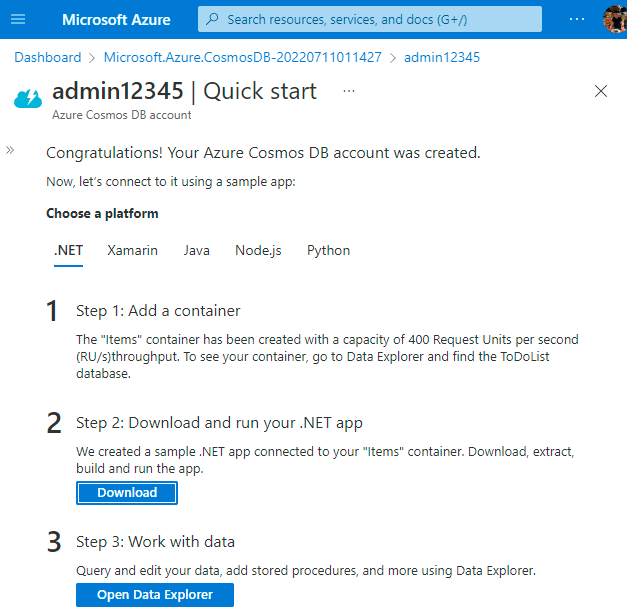 Microsoft Azure
Search resources, services, and docs (G+/)
...
Dashboard > Microsoft.Azure.CosmosDB-20220711011427 > admin12345
admin12345 | Quick start ...
Azure Cosmos DB account
Congratulations! Your Azure Cosmos DB account was created.
Now, let's connect to it using a sample app:
Choose a platform
.NET Xamarin Java Node.js Python
1 Step 1: Add a container
The "Items" container has been created with a capacity of 400 Request Units per second
(RU/s)throughput. To see your container, go to Data Explorer and find the ToDoList
database.
2 Step 2: Download and run your .NET app
We created a sample .NET app connected to your "Items" container. Download, extract,
build and run the app.
Download
3 Step 3: Work with data
Query and edit your data, add stored procedures, and more using Data Explorer.
Open Data Explorer